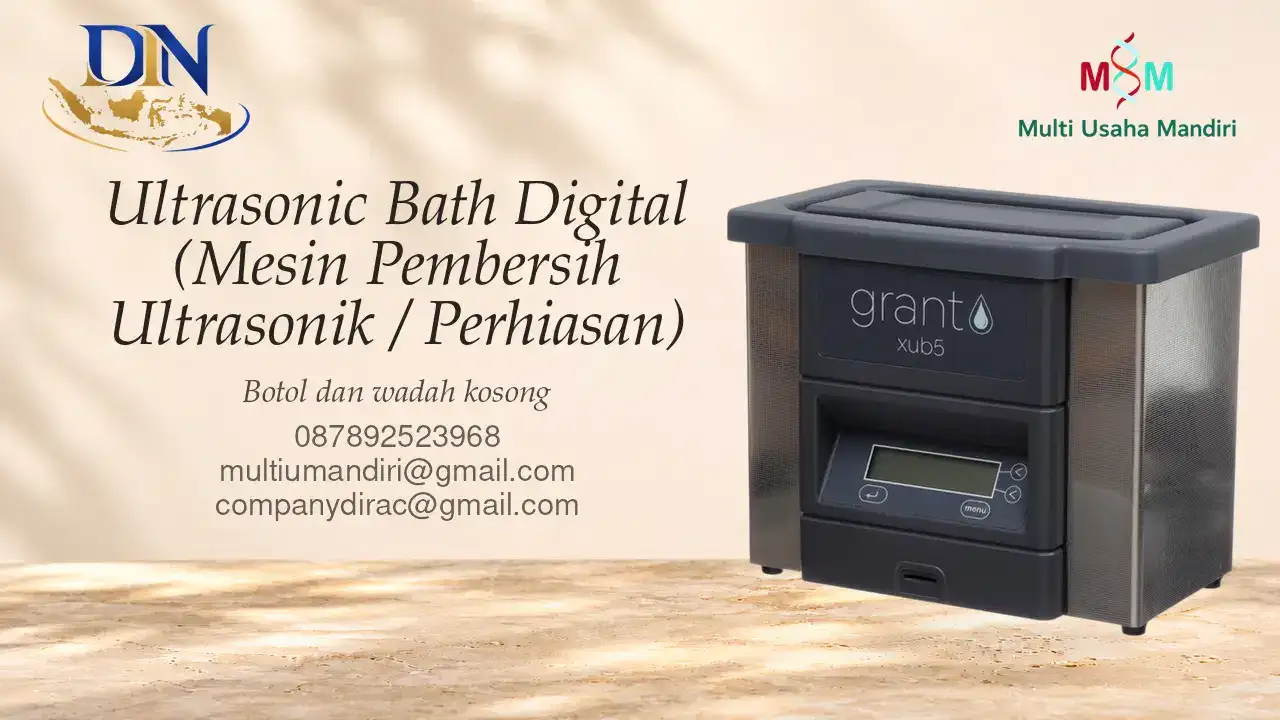 DN
M M
Multi Usaha Mandiri
Ultrasonic Bath Digital
(Mesin Pembersih
Ultrasonik / Perhiasan)
Botol dan wadah kosong
087892523968
multiumandiri@gmail.com
companydirac@gmail.com
grant
xub5
menu